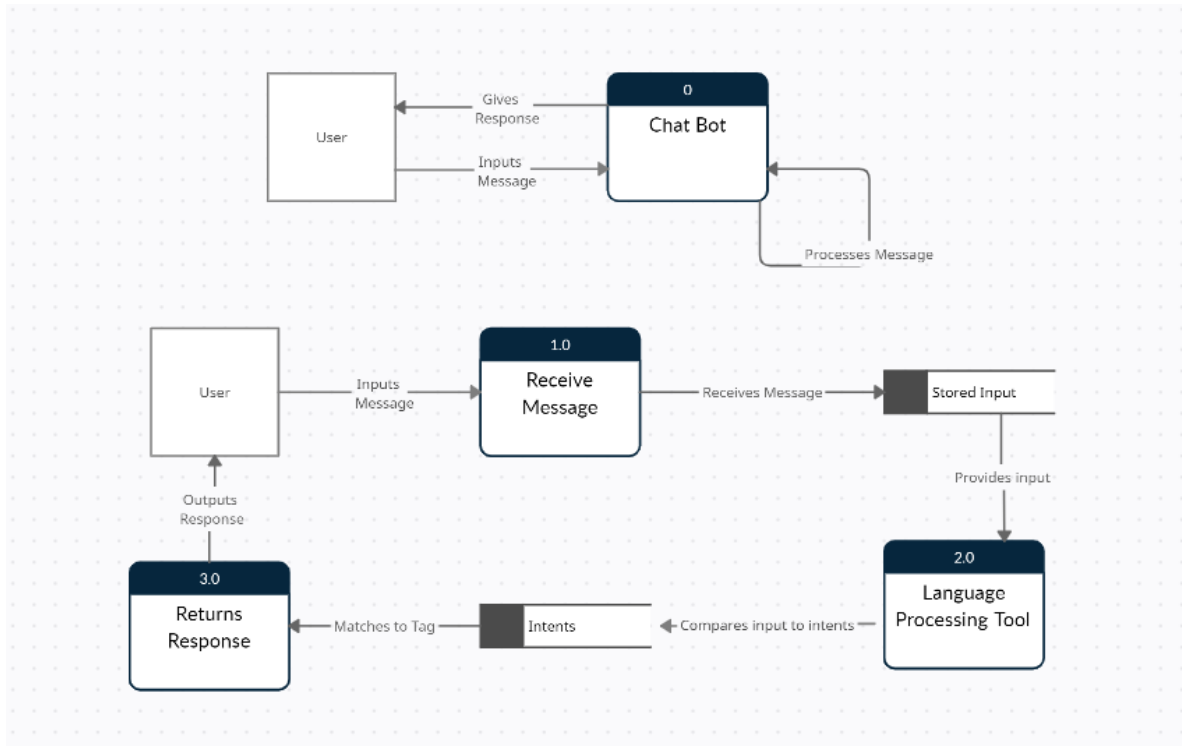 0
Chat Bot
User
Gives
Response
Inputs
Message
Processes Message
User
Inputs
Message
1.0
Receive
Message
Receives Message
Stored Input
Provides input
2.0
Language
Processing Tool
Compares input to intents
Intents
Matches to Tag
3.0
Returns
Response
Outputs
Response